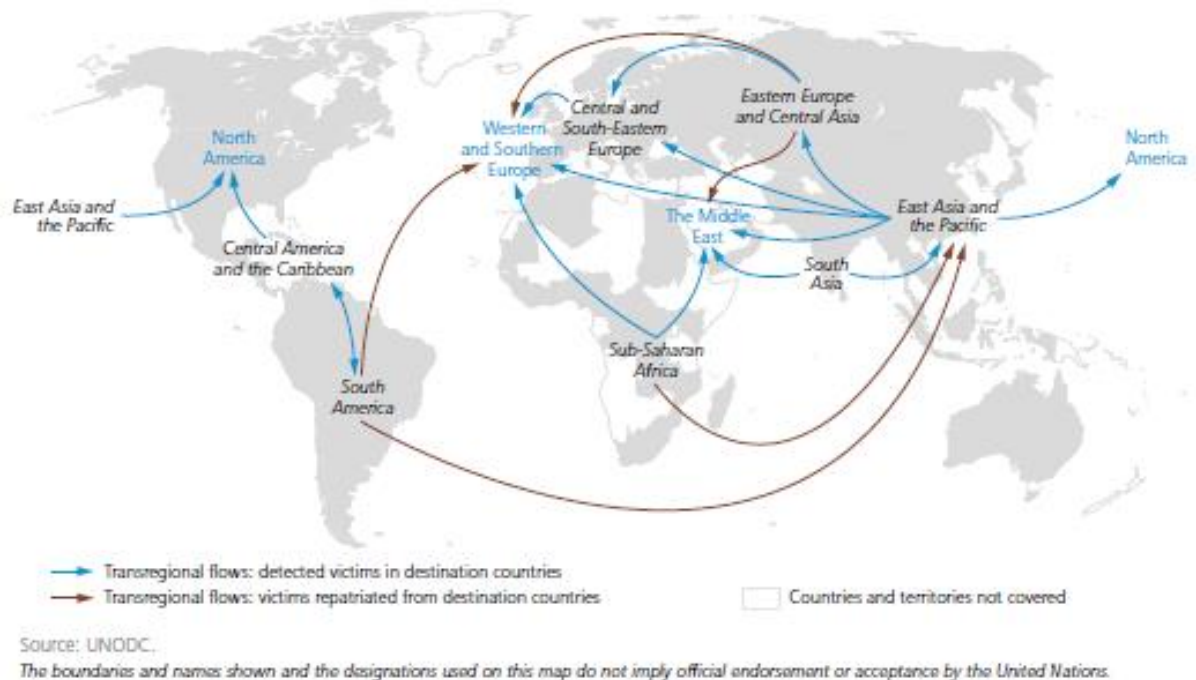 Eastern Europe
and Central Asia
Central and
South-Eastern
Europe
Western
and Southern
Europe
North
America
North
America
East Asia and
the Pacific
East Asia and
the Pacific
The Middle
East
Central America
and the Caribbean
South
Asia
Sub-Saharan
Africa
South
America
Transregional flows: detected victims in destination countries
Transregional flows: victims repatriated from destination countries
Countries and territories not covered
Source: UNODC.
The boundaries and names shown and the designations used on this map do not imply official endorsement or acceptance by the United Nations.